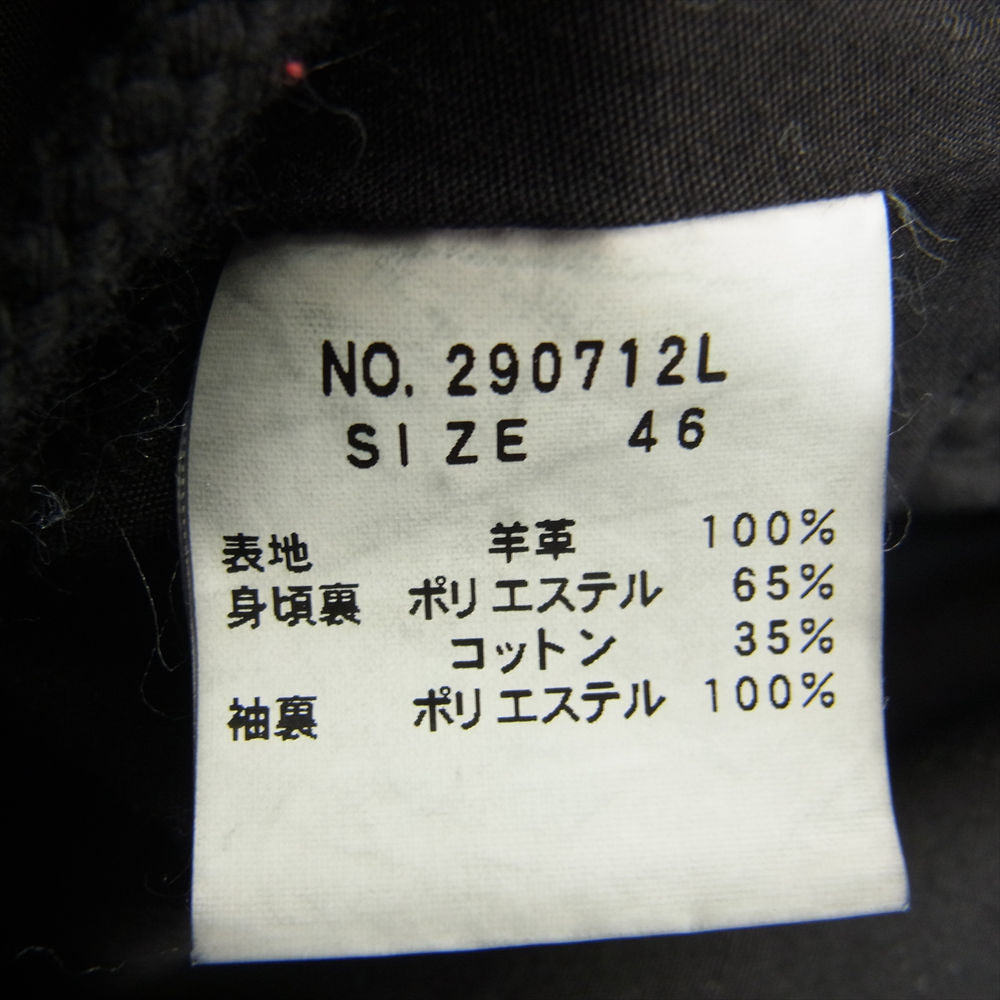 NO. 290712L
SIZE 46
表地 羊革 100%
身頃裏 ポリエステル 65%
コットン 35%
袖裏 ポリエステル 100%